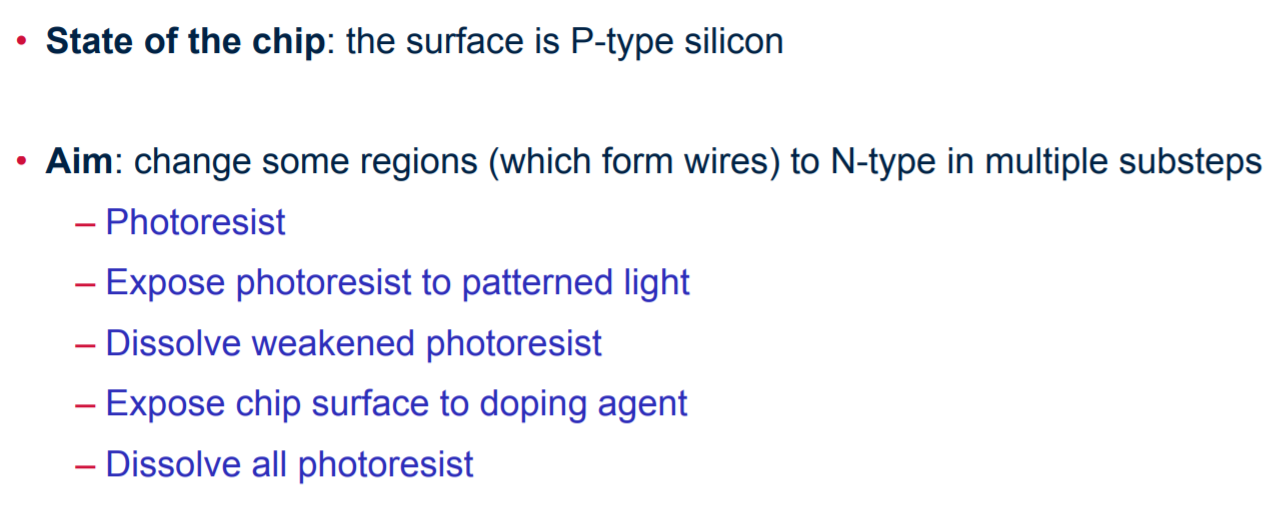 • State of the chip: the surface is P-type silicon
• Aim: change some regions (which form wires) to N-type in multiple substeps
– Photoresist
– Expose photoresist to patterned light
– Dissolve weakened photoresist
– Expose chip surface to doping agent
– Dissolve all photoresist